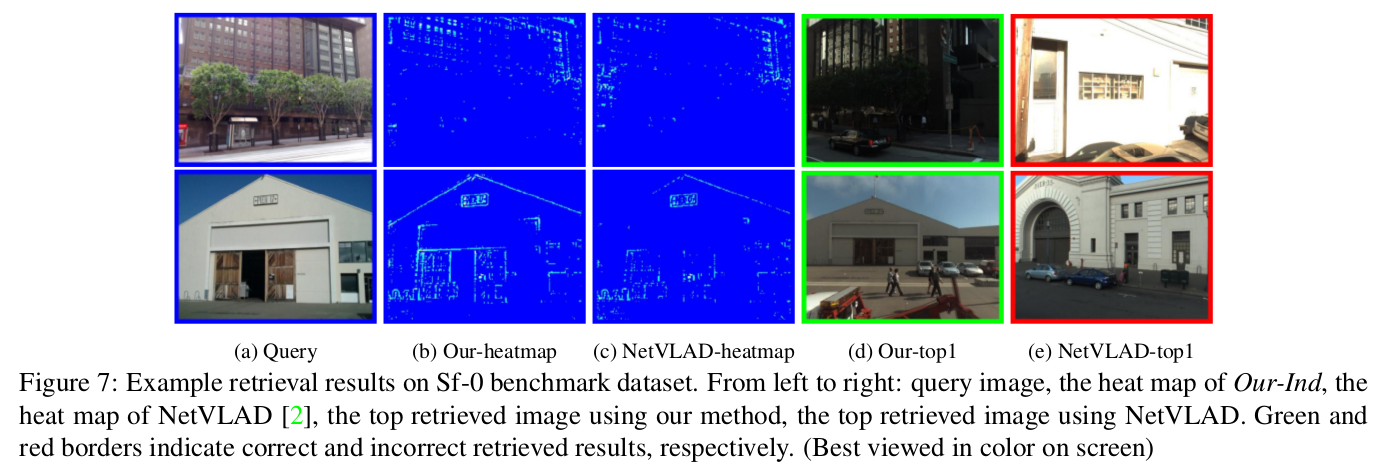 (a) Query
(b) Our-heatmap
(c) NetVLAD-heatmap
(d) Our-top1
(e) NetVLAD-top1
Figure 7: Example retrieval results on Sf-0 benchmark dataset. From left to right: query image, the heat map of Our-Ind, the
heat map of NetVLAD [2], the top retrieved image using our method, the top retrieved image using NetVLAD. Green and
red borders indicate correct and incorrect retrieved results, respectively. (Best viewed in color on screen)